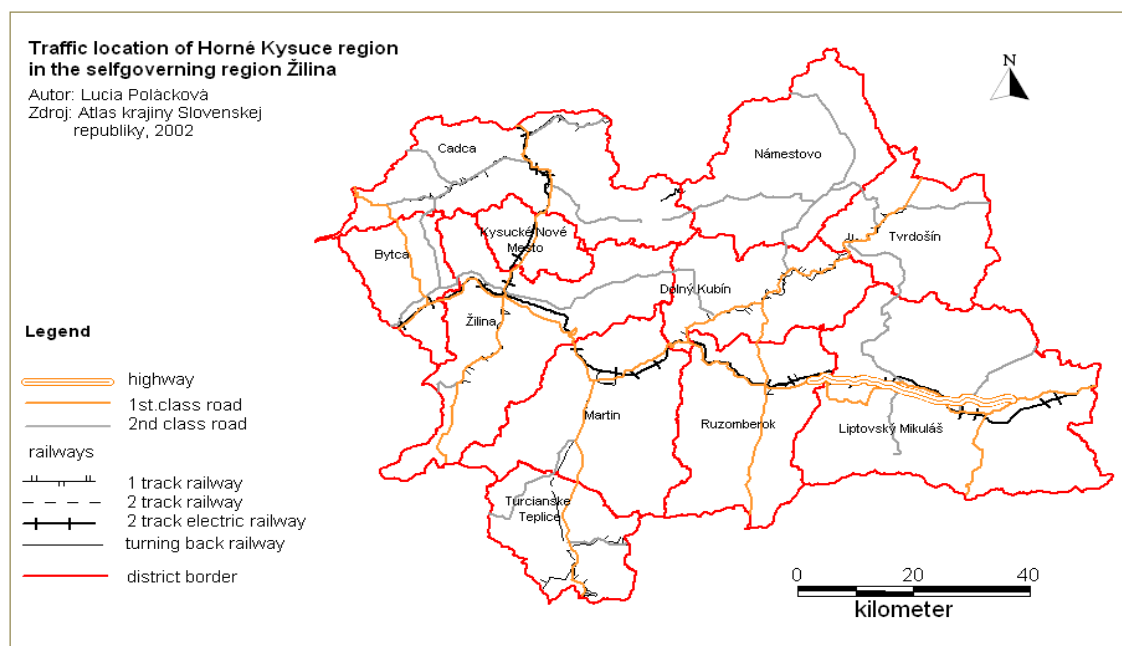 Traffic location of Horné Kysuce region
in the selfgoverning region Žilina
Autor: Lucia Poláčková
Zdroj: Atlas krajiny Slovenskej
republiky, 2002
N
Cadca
Námestovo
Kysucké Nové
Mesto
Tvrdošín
Bytca
Dolný Kubín
Žilina
Martin
Ruzomberok
Liptovský Mikuláš
Turcianske
Teplice
Legend
highway
1st.class road
2nd class road
railways
1 track railway
2 track railway
2 track electric railway
turning back railway
district border
0 20 40
kilometer